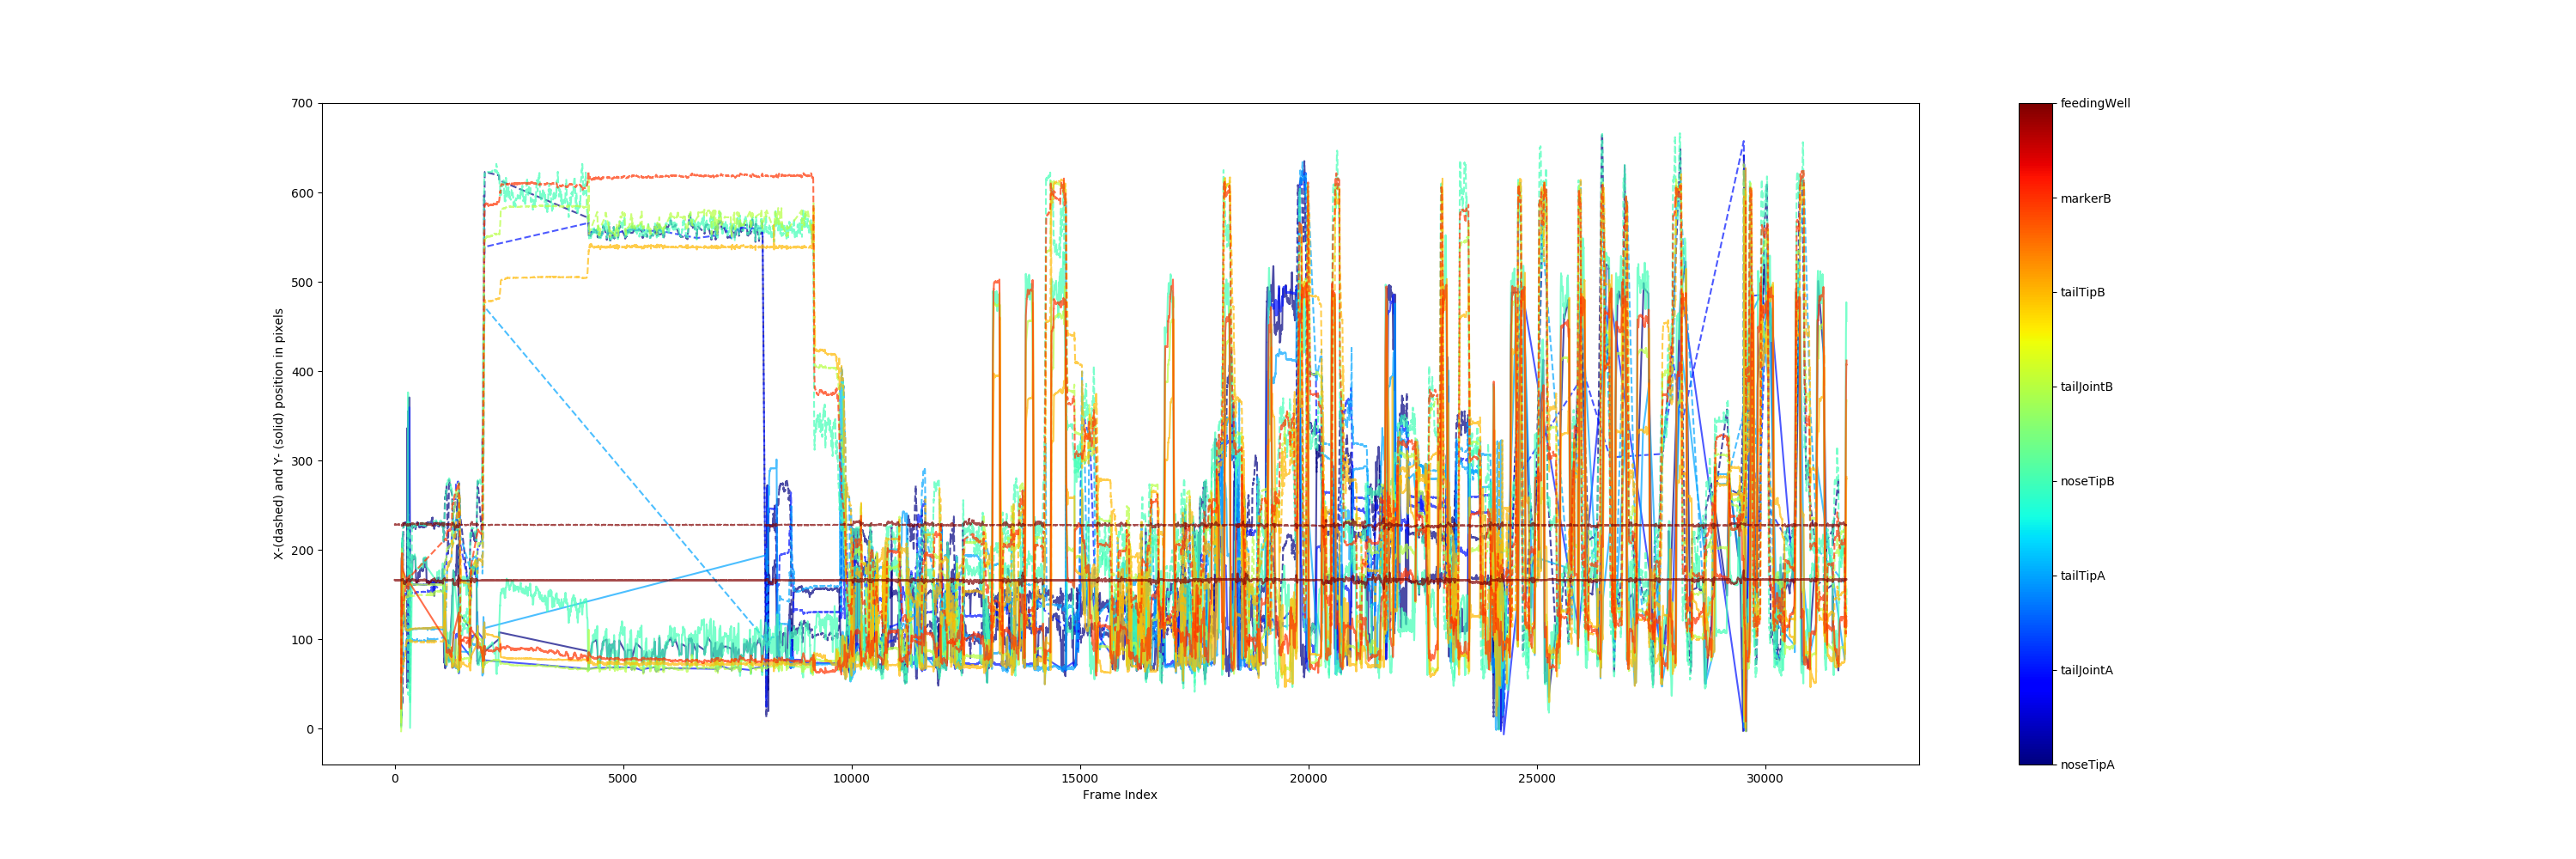 700
600
500
400
300
200
100
0
X-(dashed) and Y- (solid) position in pixels
0 5000 10000 15000 20000 25000 30000
Frame Index
feedingWell
markerB
tailTipB
tailJointB
noseTipB
tailTipA
tailJointA
noseTipA